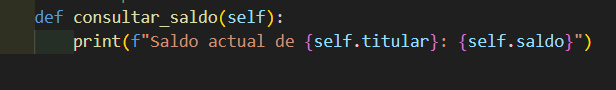 def consultar_saldo(self):
    print(f"Saldo actual de {self.titular}: {self.saldo}")